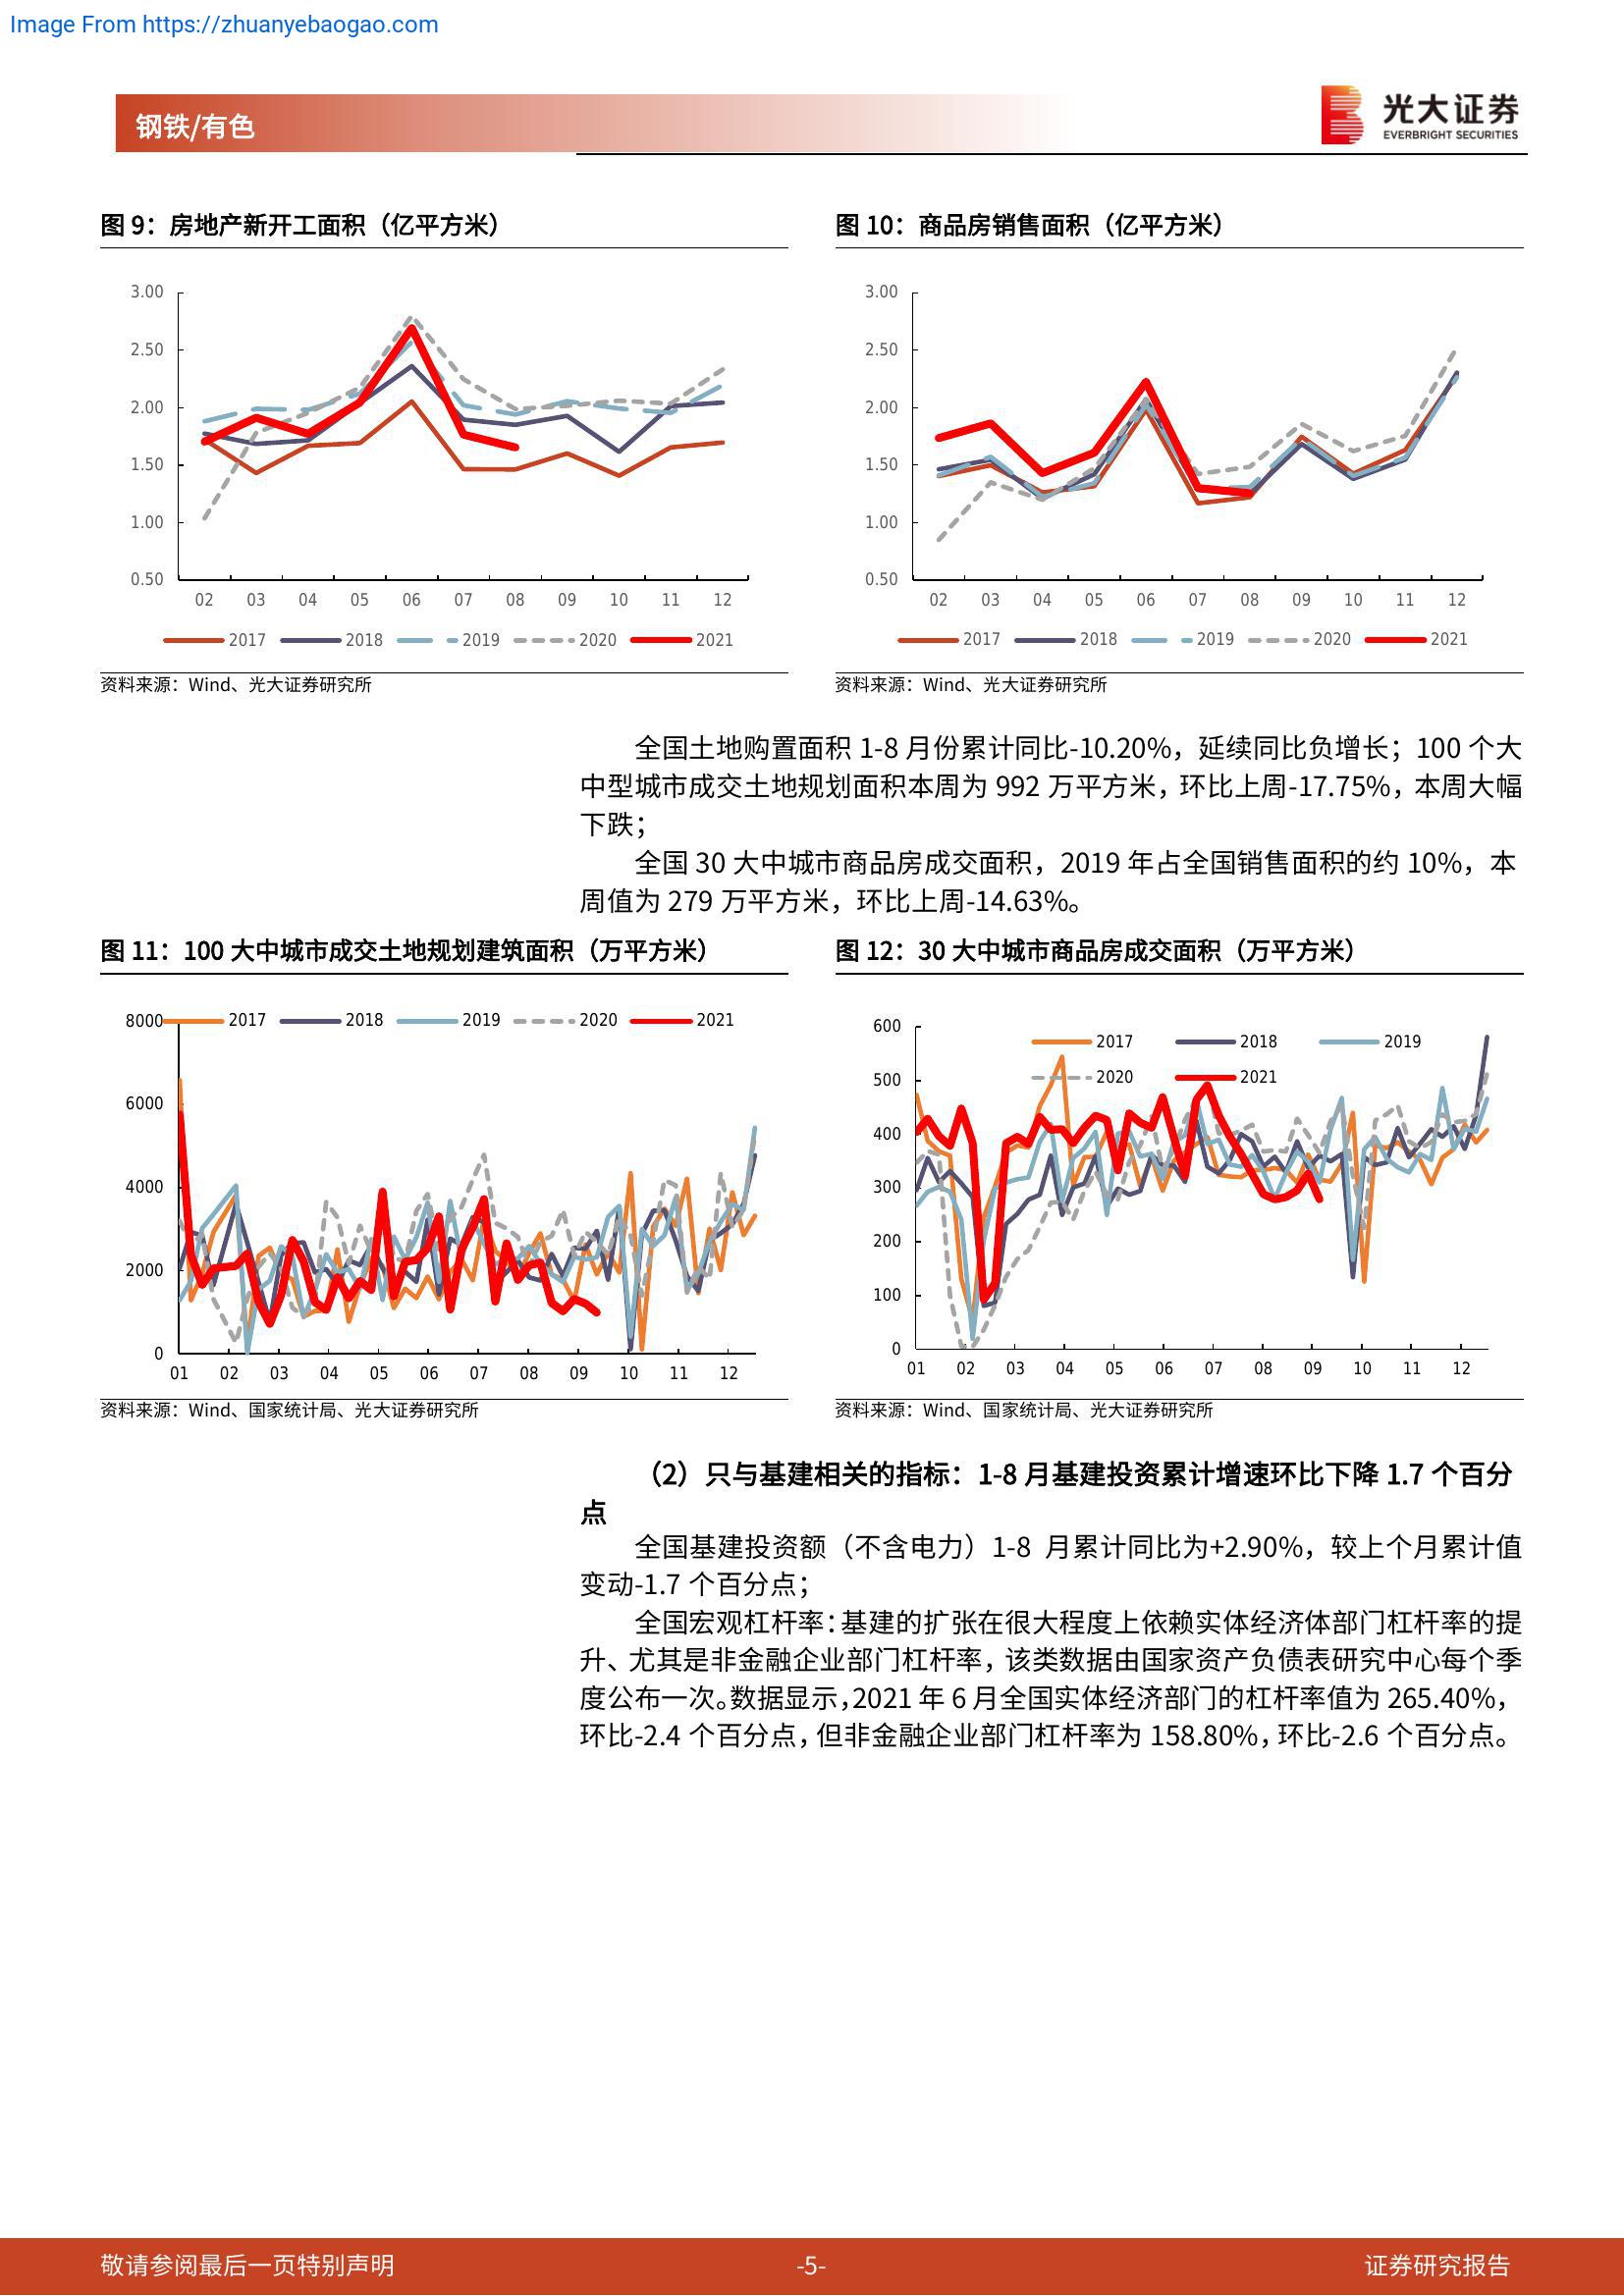 Image From https://zhuanyebaogao.com
钢铁/有色
光大证券
EVERBRIGHT SECURITIES
图 9：房地产新开工面积（亿平方米）
3.00
2.50
2.00
1.50
1.00
0.50
02 03 04 05 06 07 08 09 10 11 12
2017 2018 2019 2020 2021
资料来源：Wind、光大证券研究所
图 10：商品房销售面积（亿平方米）
3.00
2.50
2.00
1.50
1.00
0.50
02 03 04 05 06 07 08 09 10 11 12
2017 2018 2019 2020 2021
资料来源：Wind、光大证券研究所
全国土地购置面积 1-8 月份累计同比-10.20%，延续同比负增长；100 个大
中型城市成交土地规划面积本周为 992 万平方米，环比上周-17.75%，本周大幅
下跌；
全国 30 大中城市商品房成交面积，2019 年占全国销售面积的约 10%，本
周值为 279 万平方米，环比上周-14.63%。
图 11：100 大中城市成交土地规划建筑面积（万平方米）
8000
6000
4000
2000
0
2017 2018 2019 2020 2021
01 02 03 04 05 06 07 08 09 10 11 12
资料来源：Wind、国家统计局、光大证券研究所
图 12：30 大中城市商品房成交面积（万平方米）
600
500
400
300
200
100
0
2017 2018 2019
2020 2021
01 02 03 04 05 06 07 08 09 10 11 12
资料来源：Wind、国家统计局、光大证券研究所
（2）只与基建相关的指标：1-8 月基建投资累计增速环比下降 1.7 个百分
点
全国基建投资额（不含电力）1-8 月累计同比为+2.90%，较上个月累计值
变动-1.7 个百分点；
全国宏观杠杆率：基建的扩张在很大程度上依赖实体经济体部门杠杆率的提
升、尤其是非金融企业部门杠杆率，该类数据由国家资产负债表研究中心每个季
度公布一次。数据显示，2021 年 6 月全国实体经济部门的杠杆率值为 265.40%，
环比-2.4 个百分点，但非金融企业部门杠杆率为 158.80%，环比-2.6 个百分点。
敬请参阅最后一页特别声明
-5-
证券研究报告